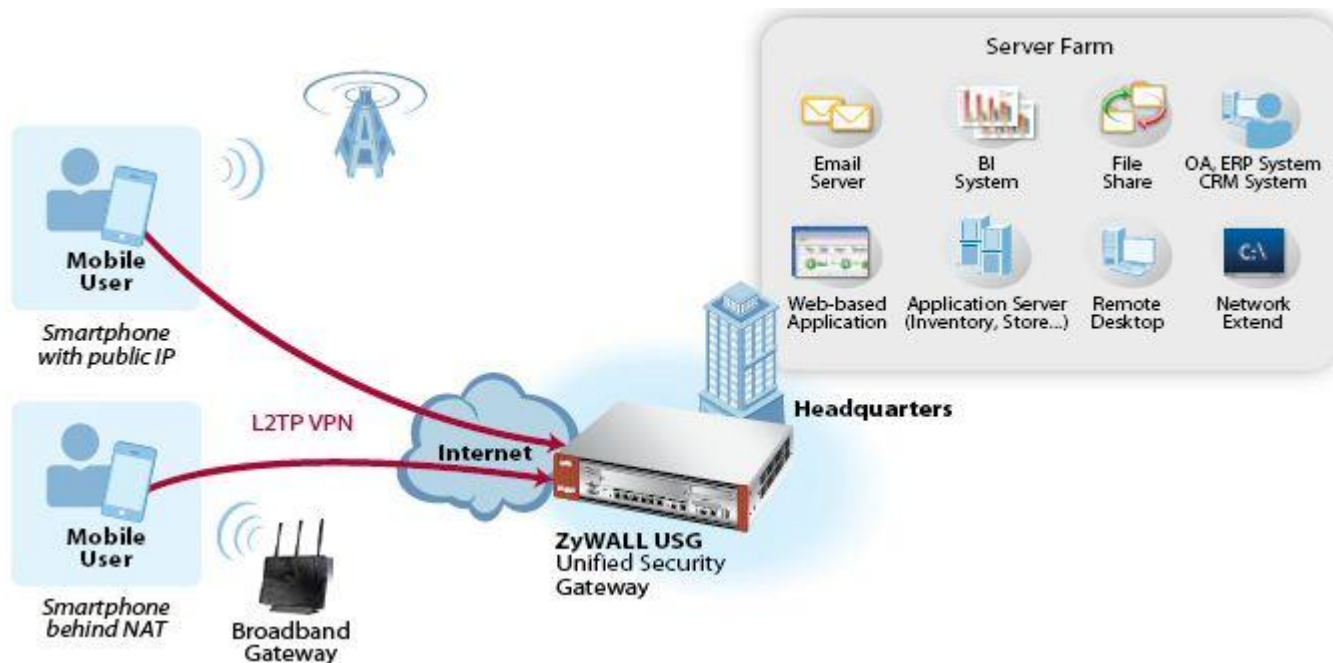 Server Farm
Email
Server
BI
System
File
Share
OA, ERP System
CRM System
Web-based
Application
Application Server
(Inventory, Store...)
Remote
Desktop
C:\
Network
Extend
Mobile
User
Smartphone
with public IP
L2TP VPN
Internet
Headquarters
Mobile
User
Smartphone
behind NAT
Broadband
Gateway
ZyWALL USG
Unified Security
Gateway